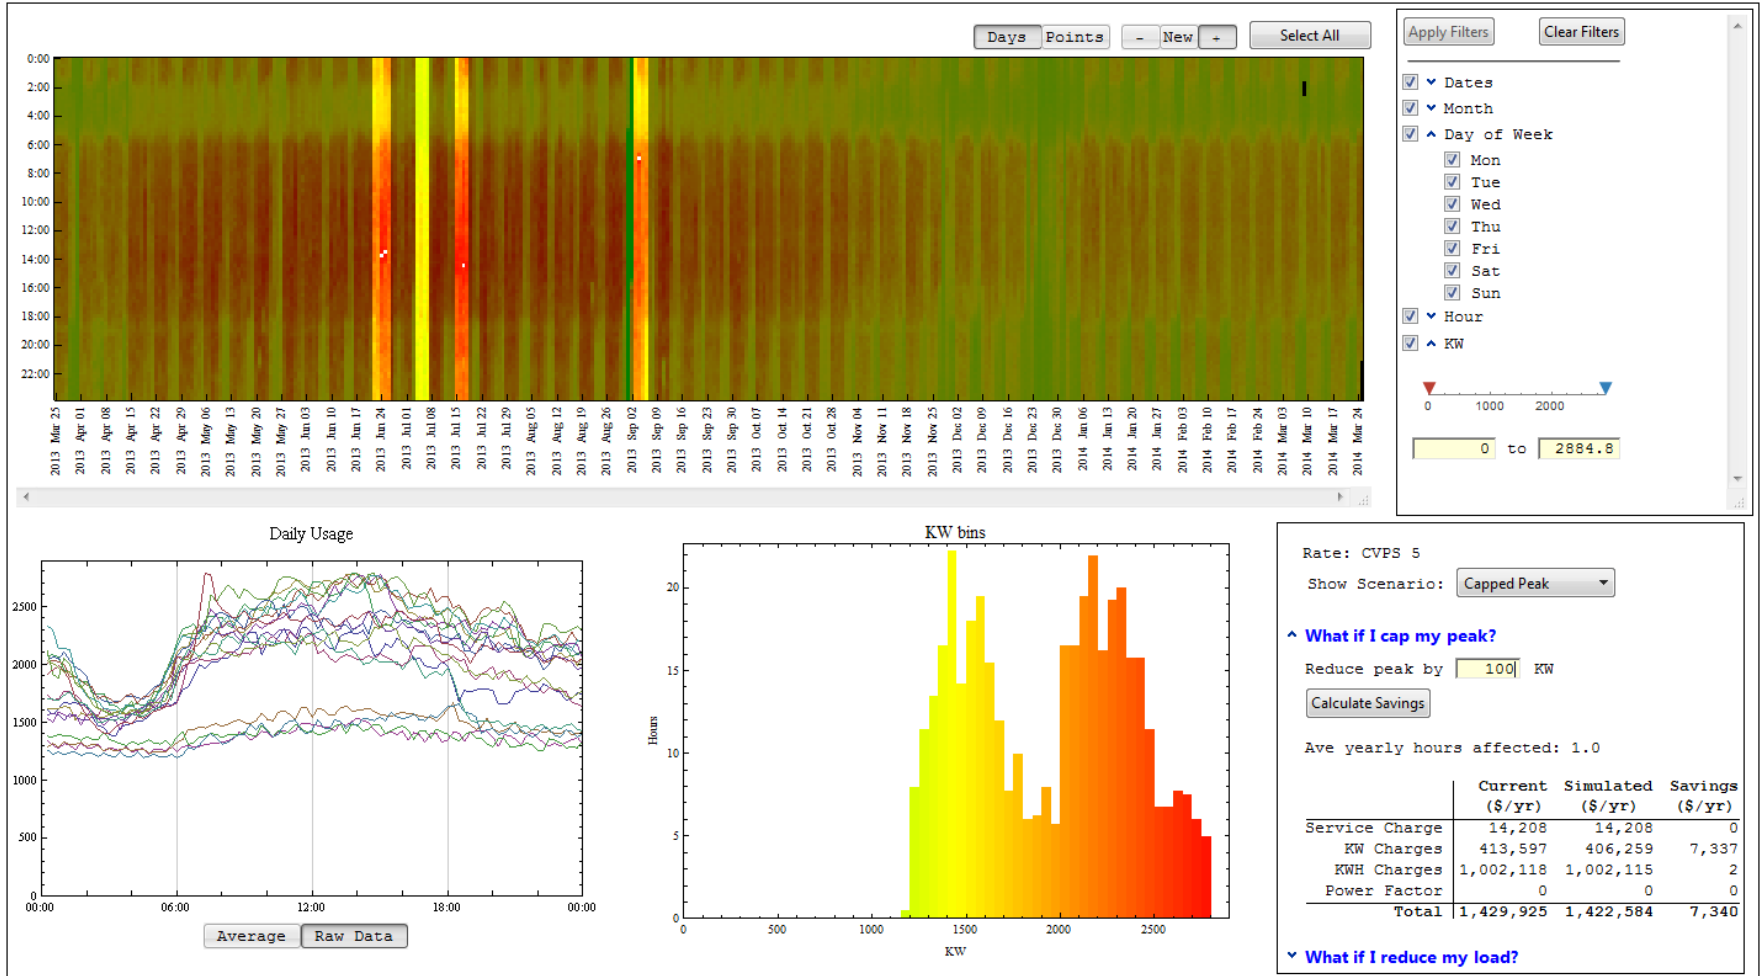 Days Points - New + Select All
0:00
2:00
4:00
6:00
8:00
10:00
12:00
14:00
16:00
18:00
20:00
22:00
2013 Mar 25
2013 Apr 01
2013 Apr 08
2013 Apr 15
2013 Apr 22
2013 Apr 29
2013 May 06
2013 May 13
2013 May 20
2013 May 27
2013 Jun 03
2013 Jun 10
2013 Jun 17
2013 Jun 24
2013 Jul 01
2013 Jul 08
2013 Jul 15
2013 Jul 22
2013 Jul 29
2013 Aug 05
2013 Aug 12
2013 Aug 19
2013 Aug 26
2013 Sep 02
2013 Sep 09
2013 Sep 16
2013 Sep 23
2013 Sep 30
2013 Oct 07
2013 Oct 14
2013 Oct 21
2013 Oct 28
2013 Nov 04
2013 Nov 11
2013 Nov 18
2013 Nov 25
2013 Dec 02
2013 Dec 09
2013 Dec 16
2013 Dec 23
2013 Dec 30
2014 Jan 06
2014 Jan 13
2014 Jan 20
2014 Jan 27
2014 Feb 03
2014 Feb 10
2014 Feb 17
2014 Feb 24
2014 Mar 03
2014 Mar 10
2014 Mar 17
2014 Mar 24
Apply Filters Clear Filters
Dates
Month
Day of Week
Mon
Tue
Wed
Thu
Fri
Sat
Sun
Hour
KW
0 1000 2000
0 to 2884.8
Daily Usage
2500
2000
1500
1000
500
0
00:00 06:00 12:00 18:00 00:00
Average Raw Data
KW bins
Hours
20
15
10
5
0
0 500 1000 1500 2000 2500
KW
Rate: CVPS 5
Show Scenario: Capped Peak
What if I cap my peak?
Reduce peak by 100 KW
Calculate Savings
Ave yearly hours affected: 1.0
Current Simulated Savings
($/yr) ($/yr) ($/yr)
Service Charge 14,208 14,208 0
KW Charges 413,597 406,259 7,337
KWH Charges 1,002,118 1,002,115 2
Power Factor 0 0 0
Total 1,429,925 1,422,584 7,340
What if I reduce my load?